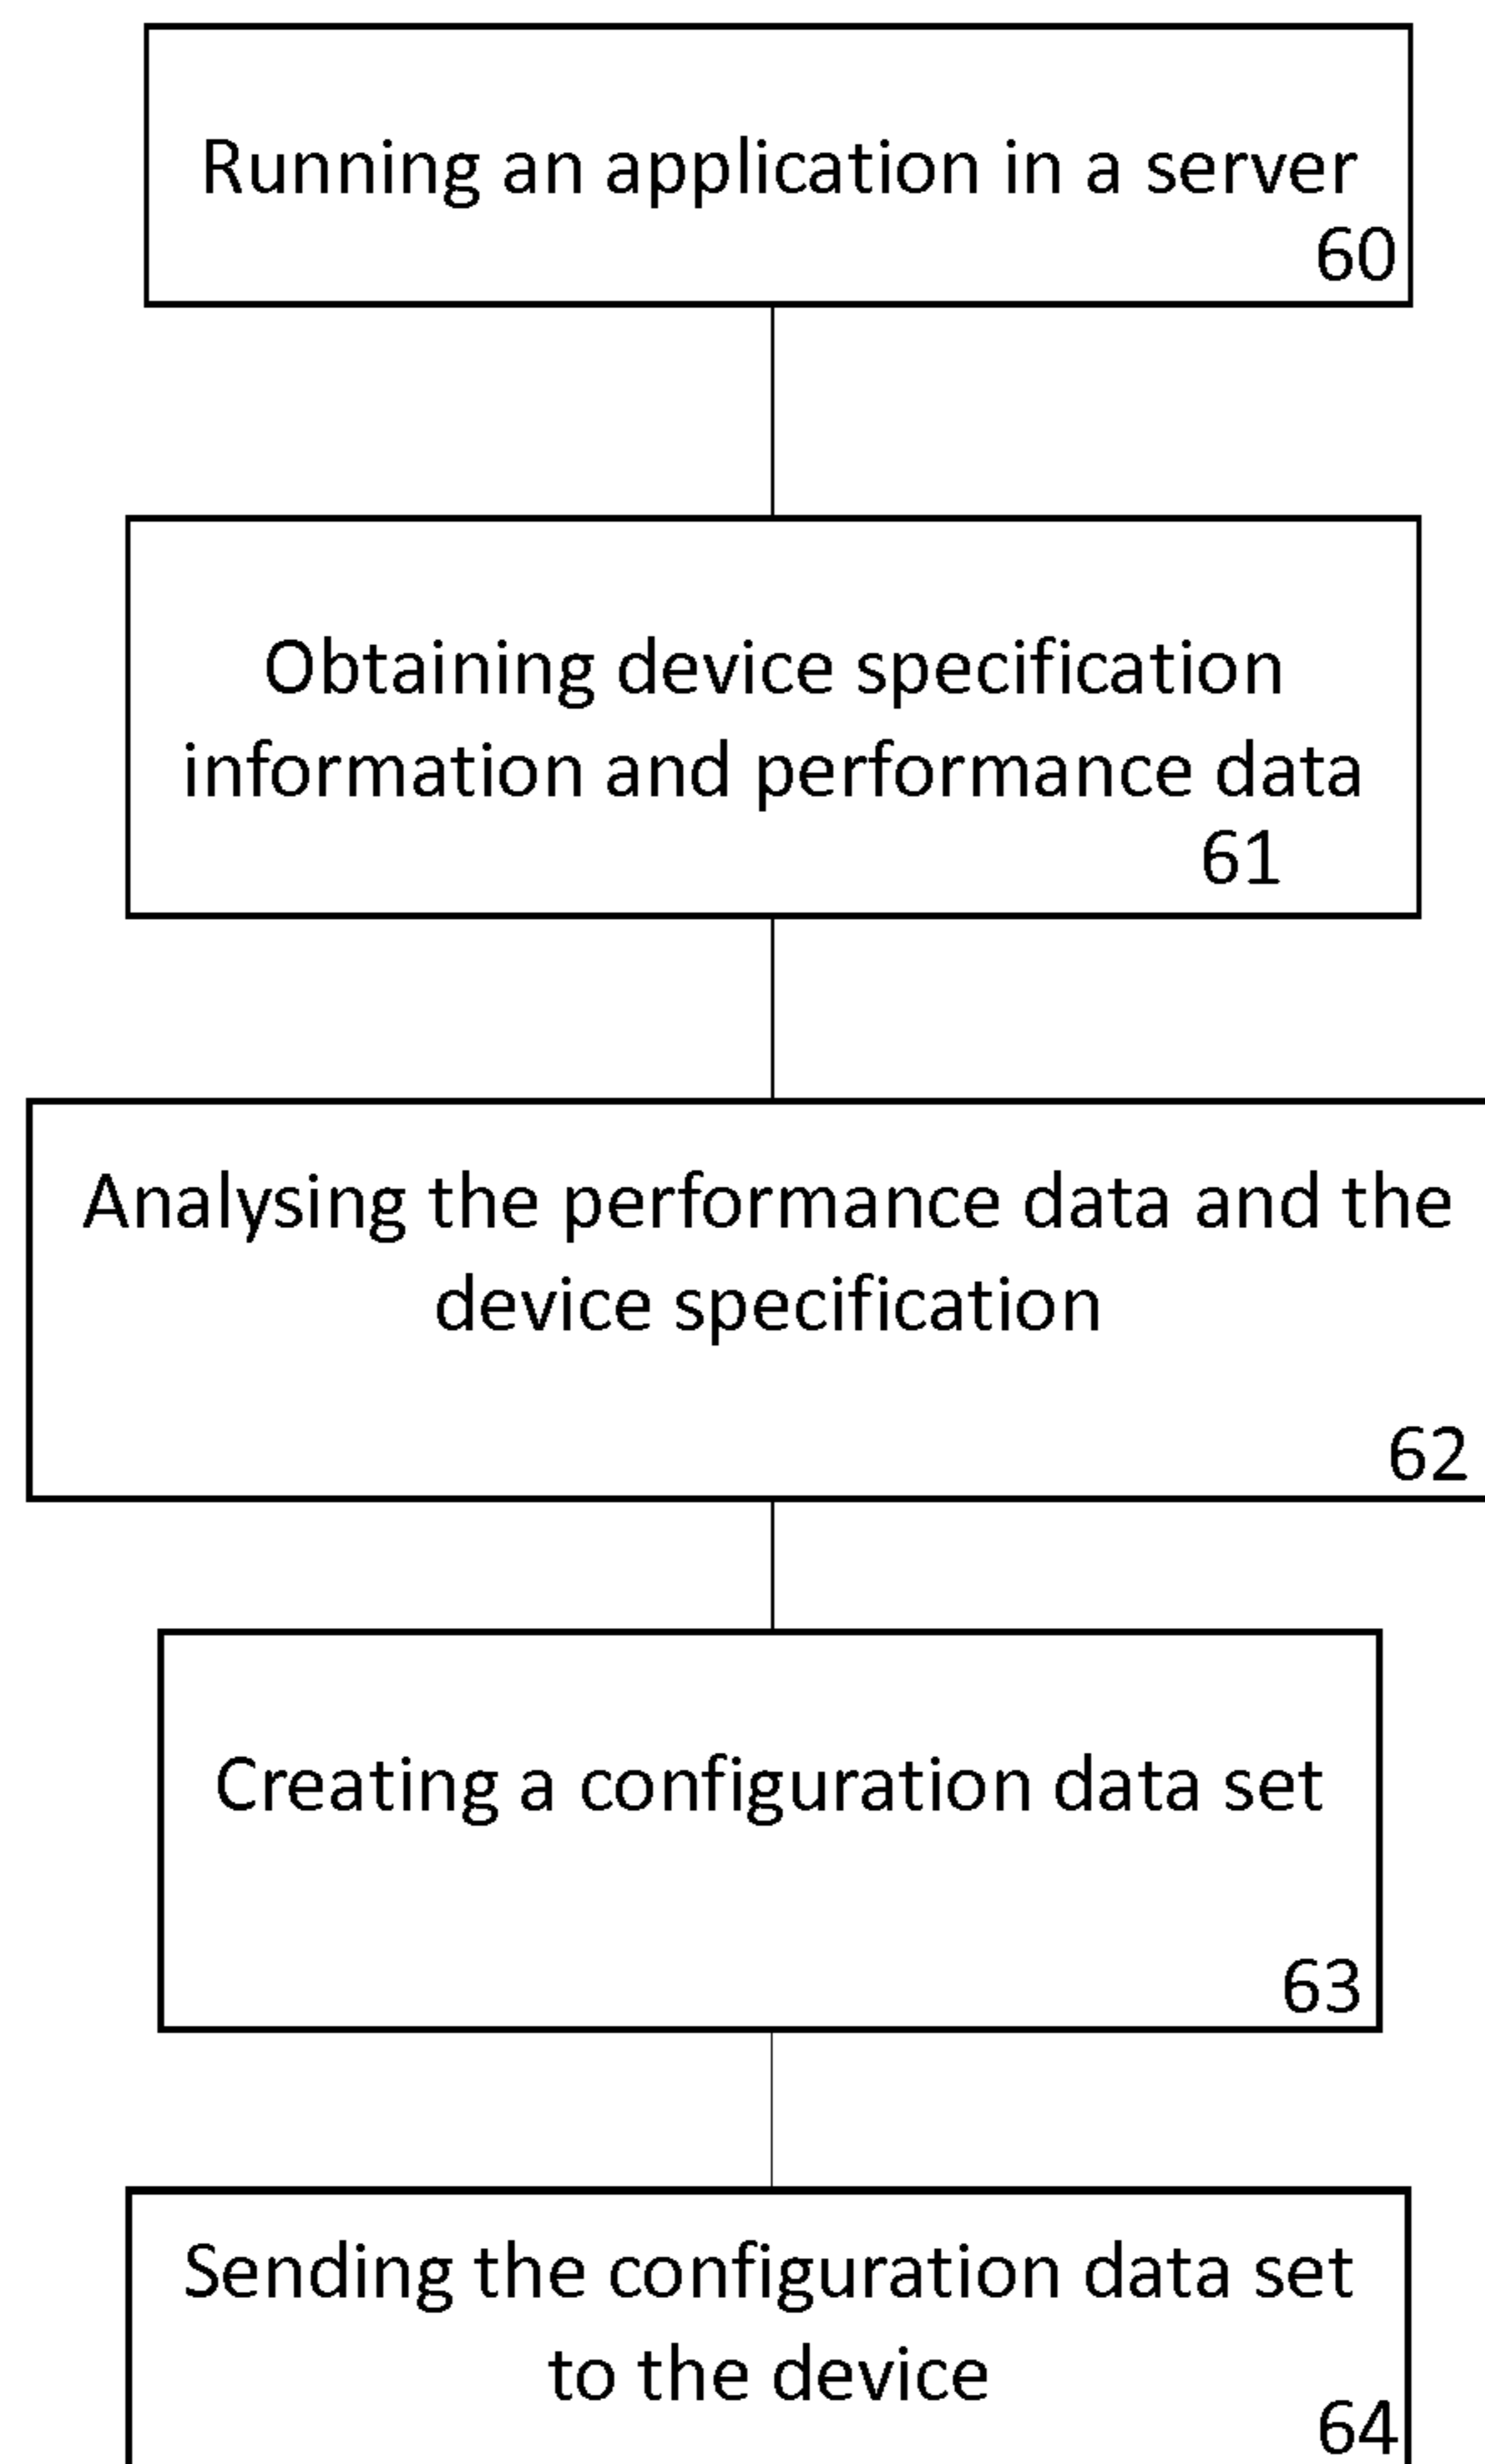 Running an application in a server
60
Obtaining device specification
information and performance data
61
Analysing the performance data and the
device specification
62
Creating a configuration data set
63
Sending the configuration data set
to the device
64